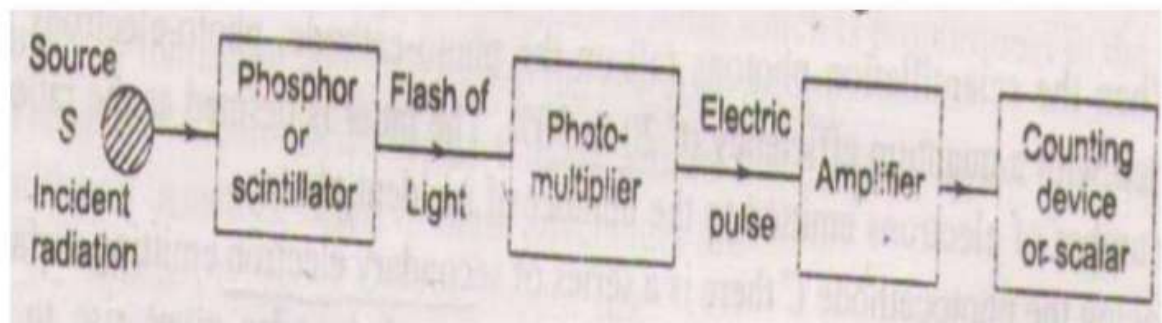 Source
S
Incident
radiation
Phosphor
or
scintillator
Flash of
Light
Photo-
multiplier
Electric
pulse
Amplifier
Counting
device
or scalar